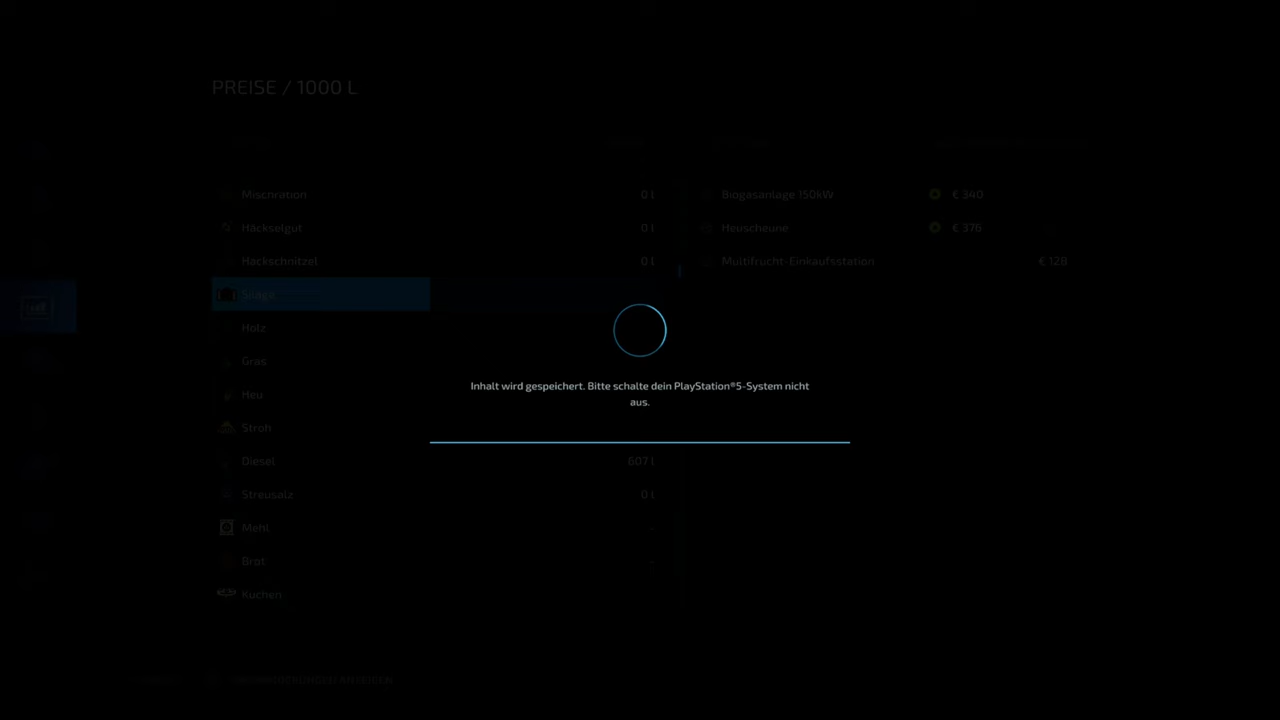 PREISE / 1000 L
Mischration 0 l
Häckselgut 0 l
Hackschnitzel 0 l
Silage
Holz
Gras
Heu
Stroh
Diesel 607 l
Streusalz 0 l
Mehl -
Brot -
Kuchen
Biogasanlage 150kW € 340
Heuscheune € 376
Multifrucht-Einkaufsstation € 128
Inhalt wird gespeichert. Bitte schalte dein PlayStation®5-System nicht
aus.